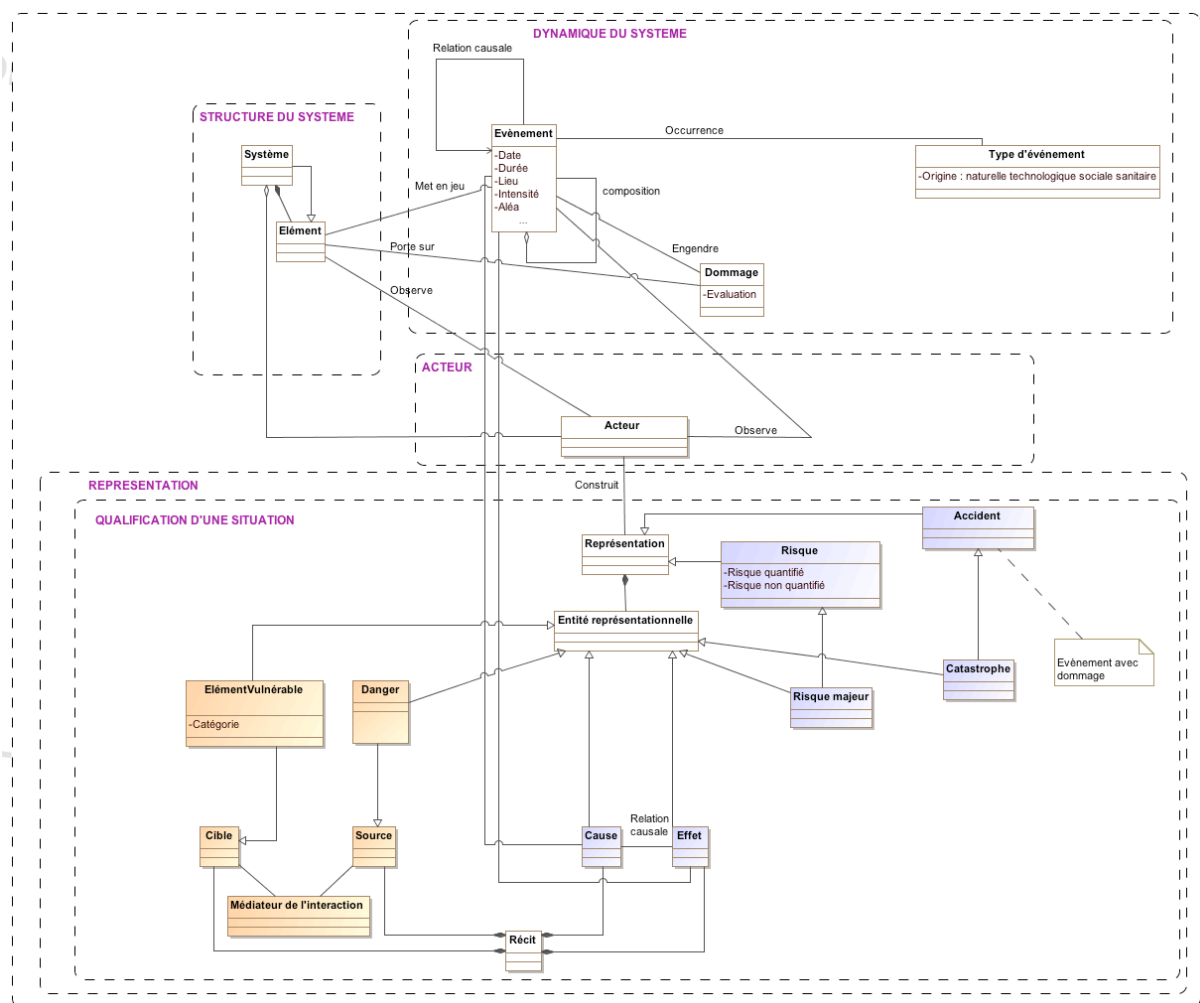 DYNAMIQUE DU SYSTEME
Relation causale
STRUCTURE DU SYSTEME
Evènement
-Date
-Durée
-Lieu
-Intensité
-Aléa
...
Occurrence
Type d'événement
-Origine : naturelle technologique sociale sanitaire
Système
Met en jeu
composition
Elément
Porte sur
Engendre
Dommage
-Evaluation
Observe
ACTEUR
Acteur
Observe
REPRESENTATION
Construit
QUALIFICATION D'UNE SITUATION
Accident
Représentation
Risque
-Risque quantifié
-Risque non quantifié
Entité représentationnelle
Evènement avec
dommage
Catastrophe
ElémentVulnérable
-Catégorie
Danger
Risque majeur
Relation
causale
Cible
Source
Cause
Effet
Médiateur de l'interaction
Récit